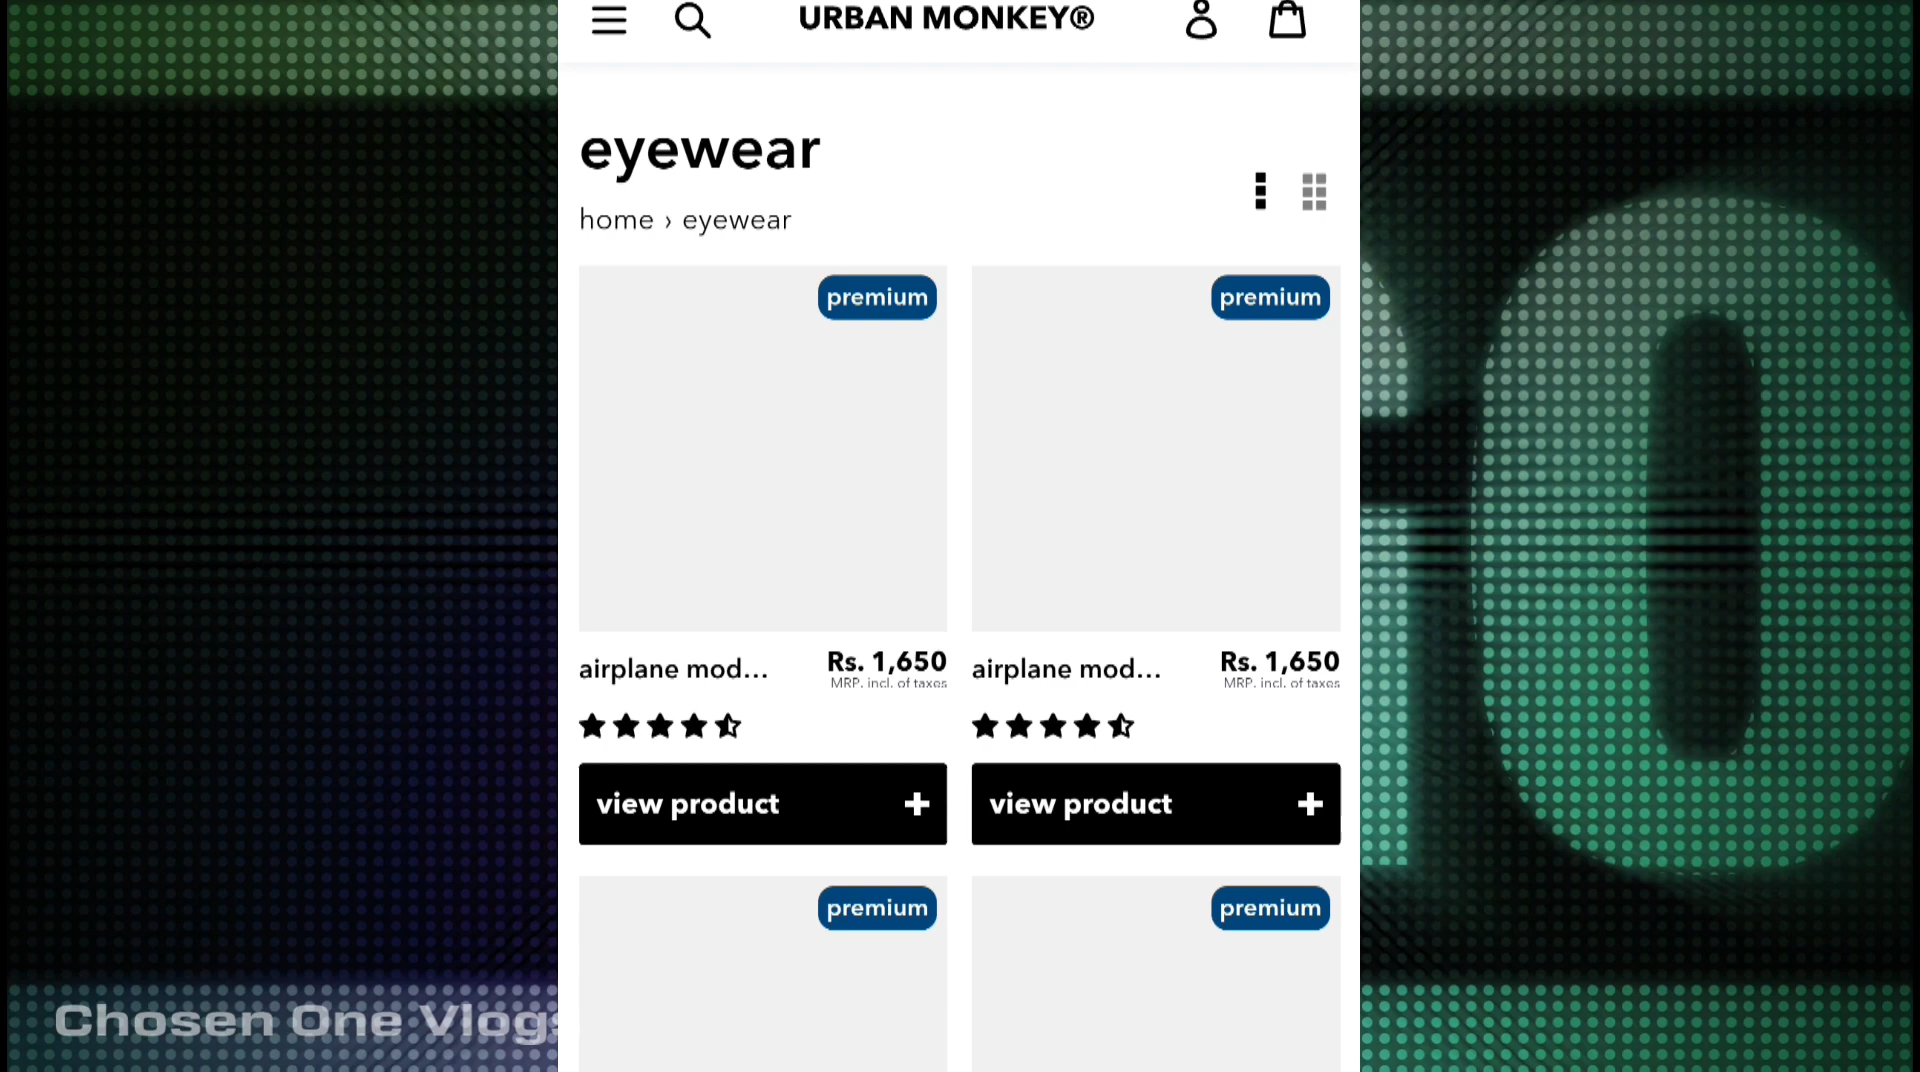 URBAN MONKEY®
eyewear
home › eyewear
premium
premium
airplane mod...
Rs. 1,650
MRP. incl. of taxes
airplane mod...
Rs. 1,650
MRP. incl. of taxes
view product +
view product +
premium
premium
Chosen One Vlogs